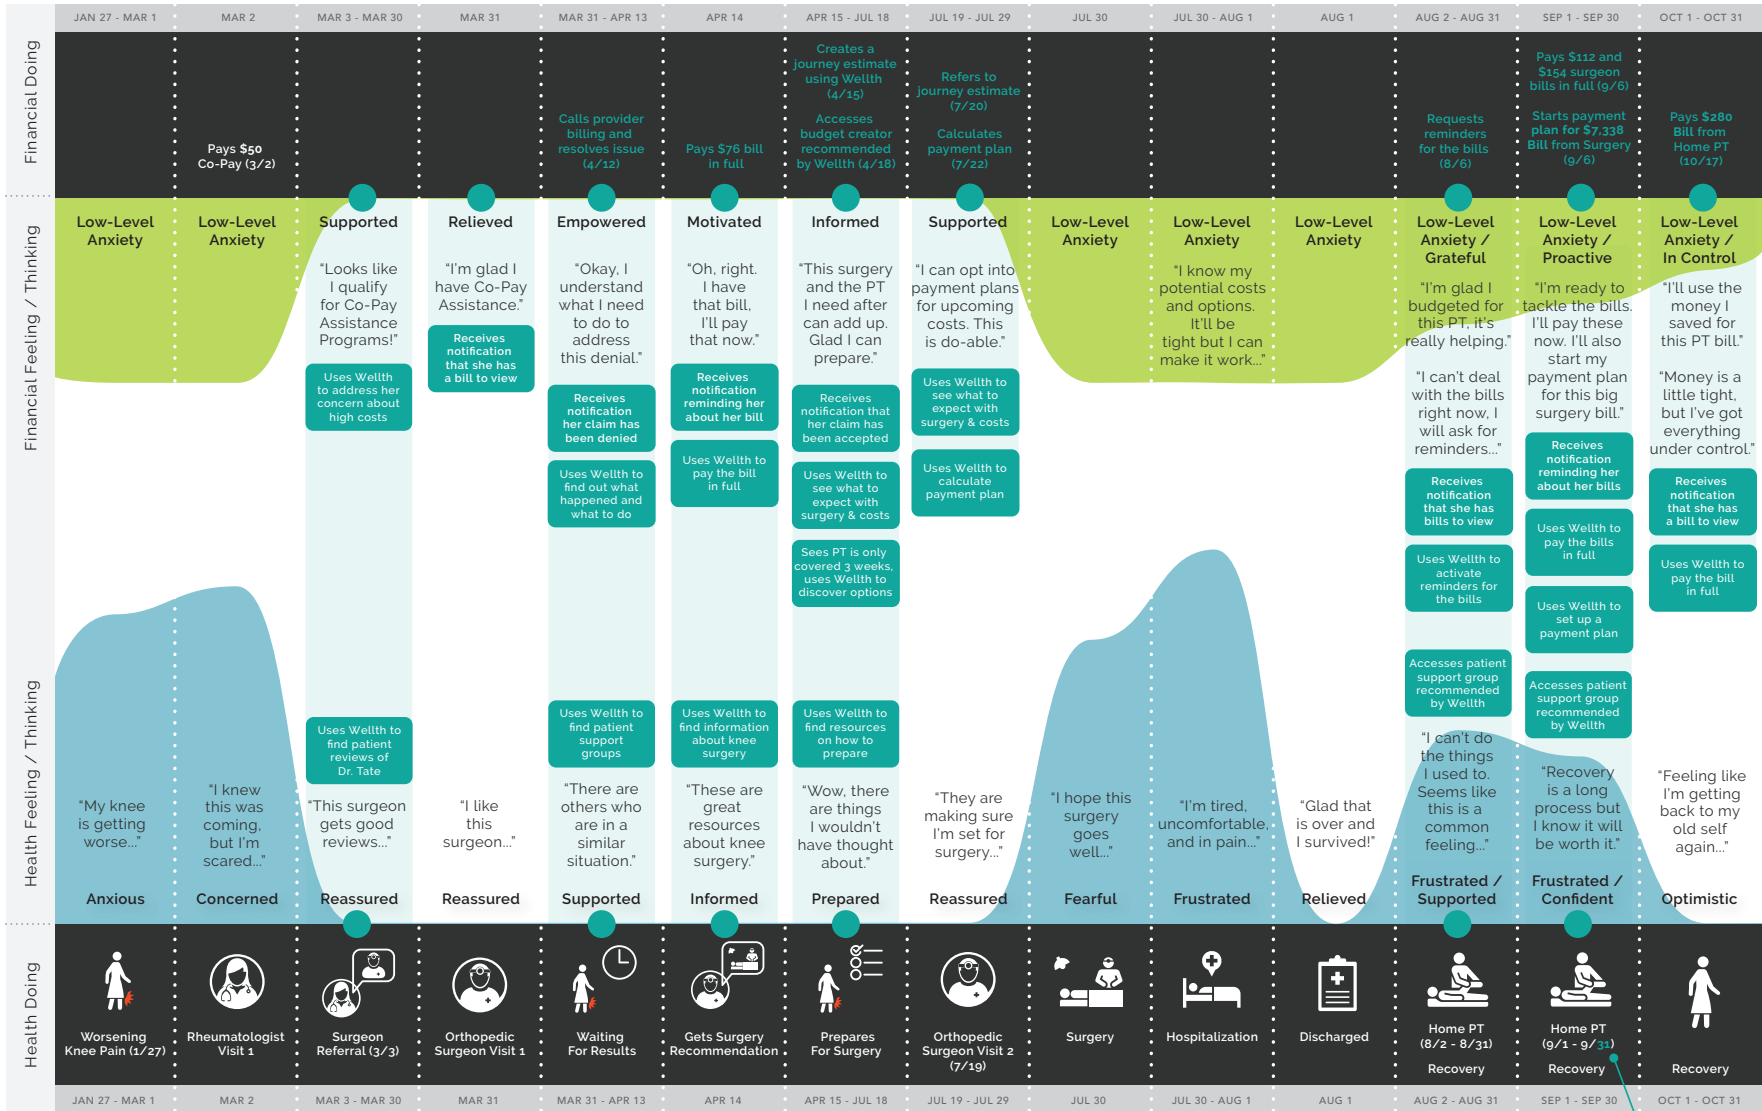 JAN 27 - MAR 1
MAR 2
MAR 3 - MAR 30
MAR 31
MAR 31 - APR 13
APR 14
APR 15 - JUL 18
JUL 19 - JUL 29
JUL 30
JUL 30 - AUG 1
AUG 1
AUG 2 - AUG 31
SEP 1 - SEP 30
OCT 1 - OCT 31
Financial Doing
Pays $50
Co-Pay (3/2)
Calls provider
billing and
resolves issue
(4/12)
Pays $76 bill
in full
Creates a
journey estimate
using Wellth
(4/15)
Accesses
budget creator
recommended
by Wellth (4/18)
Refers to
journey estimate
(7/20)
Calculates
payment plan
(7/22)
Requests
reminders
for the bills
(8/6)
Pays $112 and
$154 surgeon
bills in full (9/6)
Starts payment
plan for $7,338
Bill from Surgery
(9/6)
Pays $280
Bill from
Home PT
(10/17)
Financial Feeling / Thinking
Low-Level
Anxiety
Low-Level
Anxiety
Supported
“Looks like
I qualify
for Co-Pay
Assistance
Programs!”
Uses Wellth
to address her
concern about
high costs
Relieved
“I’m glad I
have Co-Pay
Assistance.”
Receives
notification
that she has
a bill to view
Empowered
“Okay, I
understand
what I need
to do to
address
this denial.”
Receives
notification
her claim has
been denied
Uses Wellth to
find out what
happened and
what to do
Motivated
“Oh, right.
I have
that bill,
I’ll pay
that now.”
Receives
notification
reminding her
about her bill
Uses Wellth to
pay the bill
in full
Informed
“This surgery
and the PT
I need after
can add up.
Glad I can
prepare.”
Receives
notification that
her claim has
been accepted
Uses Wellth to
see what to
expect with
surgery & costs
Sees PT is only
covered 3 weeks,
uses Wellth to
discover options
Supported
“I can opt into
payment plans
for upcoming
costs. This
is do-able.”
Uses Wellth to
see what to
expect with
surgery & costs
Uses Wellth to
calculate
payment plan
Low-Level
Anxiety
Low-Level
Anxiety
“I know my
potential costs
and options.
It’ll be
tight but I can
make it work...”
Low-Level
Anxiety
Low-Level
Anxiety /
Grateful
“I’m glad I
budgeted for
this PT, it’s
really helping.”
“I can’t deal
with the bills
right now, I
will ask for
reminders...”
Receives
notification
that she has
bills to view
Uses Wellth to
activate
reminders for
the bills
Low-Level
Anxiety /
Proactive
“I’m ready to
tackle the bills.
I’ll pay these
now. I’ll also
start my
payment plan
for this big
surgery bill.”
Receives
notification
reminding her
about her bills
Uses Wellth to
pay the bills
in full
Uses Wellth to
set up a
payment plan
Low-Level
Anxiety /
In Control
“I’ll use the
money I
saved for
this PT bill.”
“Money is a
little tight,
but I’ve got
everything
under control.”
Receives
notification
that she has
a bill to view
Uses Wellth to
pay the bill
in full
Health Feeling / Thinking
“My knee
is getting
worse...”
Anxious
“I knew
this was
coming,
but I’m
scared...”
Concerned
Uses Wellth to
find patient
reviews of
Dr. Tate
“This surgeon
gets good
reviews...”
Reassured
“I like
this
surgeon...”
Reassured
Uses Wellth to
find patient
support
groups
“There are
others who
are in a
similar
situation.”
Supported
Uses Wellth to
find information
about knee
surgery
“These are
great
resources
about knee
surgery.”
Informed
Uses Wellth to
find resources
on how to
prepare
“Wow, there
are things
I wouldn’t
have thought
about.”
Prepared
“They are
making sure
I’m set for
surgery...”
Reassured
“I hope this
surgery
goes
well...”
Fearful
“I’m tired,
uncomfortable,
and in pain...”
Frustrated
“Glad that
is over and
I survived!”
Relieved
Accesses patient
support group
recommended
by Wellth
“I can’t do
the things
I used to.
Seems like
this is a
common
feeling...”
Frustrated /
Supported
Accesses patient
support group
recommended
by Wellth
“Recovery
is a long
process but
I know it will
be worth it.”
Frustrated /
Confident
“Feeling like
I’m getting
back to my
old self
again...”
Optimistic
Health Doing
Worsening
Knee Pain (1/27)
Rheumatologist
Visit 1
Surgeon
Referral (3/3)
Orthopedic
Surgeon Visit 1
Waiting
For Results
Gets Surgery
Recommendation
Prepares
For Surgery
Orthopedic
Surgeon Visit 2
(7/19)
Surgery
Hospitalization
Discharged
Home PT
(8/2 - 8/31)
Recovery
Home PT
(9/1 - 9/31)
Recovery
Recovery
JAN 27 - MAR 1
MAR 2
MAR 3 - MAR 30
MAR 31
MAR 31 - APR 13
APR 14
APR 15 - JUL 18
JUL 19 - JUL 29
JUL 30
JUL 30 - AUG 1
AUG 1
AUG 2 - AUG 31
SEP 1 - SEP 30
OCT 1 - OCT 31